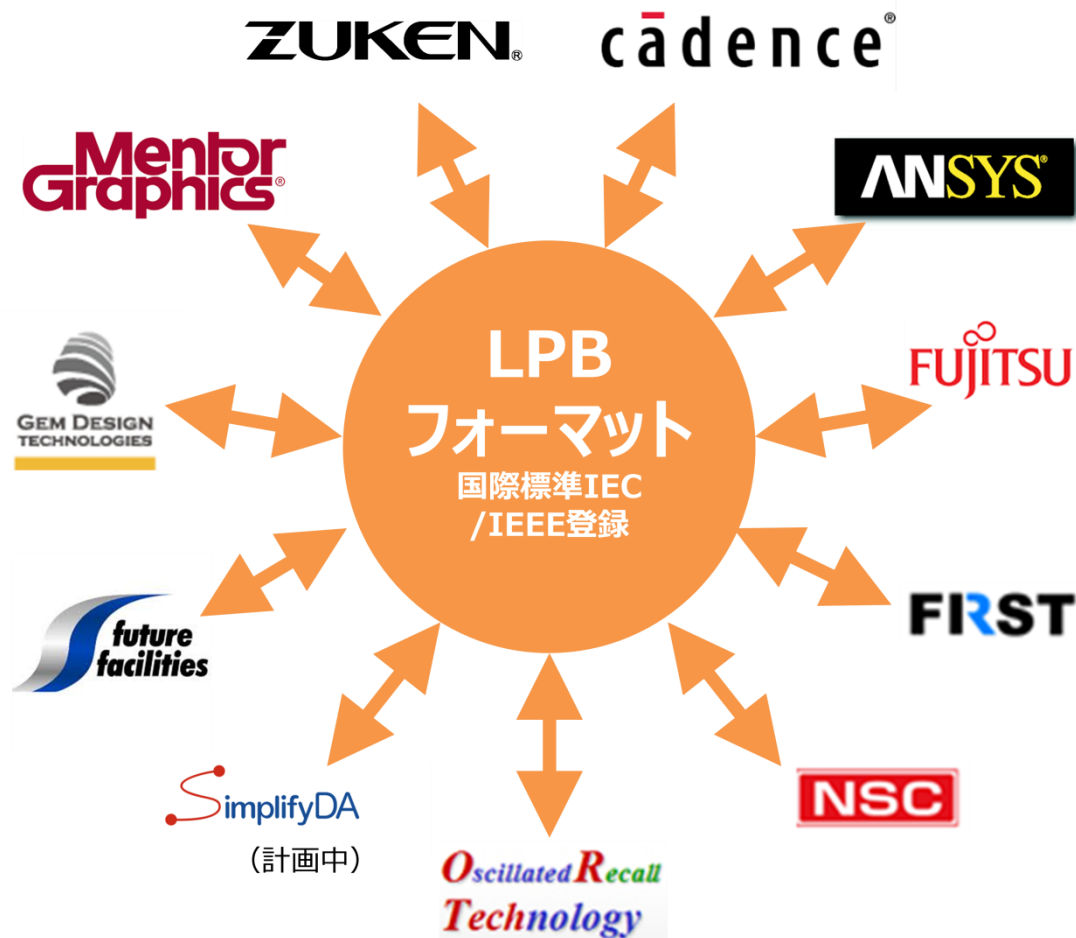 ZUKEN®
cādence®
Mentor
Graphics®
ANSYS®
GEM DESIGN
TECHNOLOGIES
LPB
フォーマット
国際標準IEC
/IEEE登録
FUJITSU
future
facilities
FIRST
SimplifyDA
（計画中）
NSC
Oscillated Recall
Technology